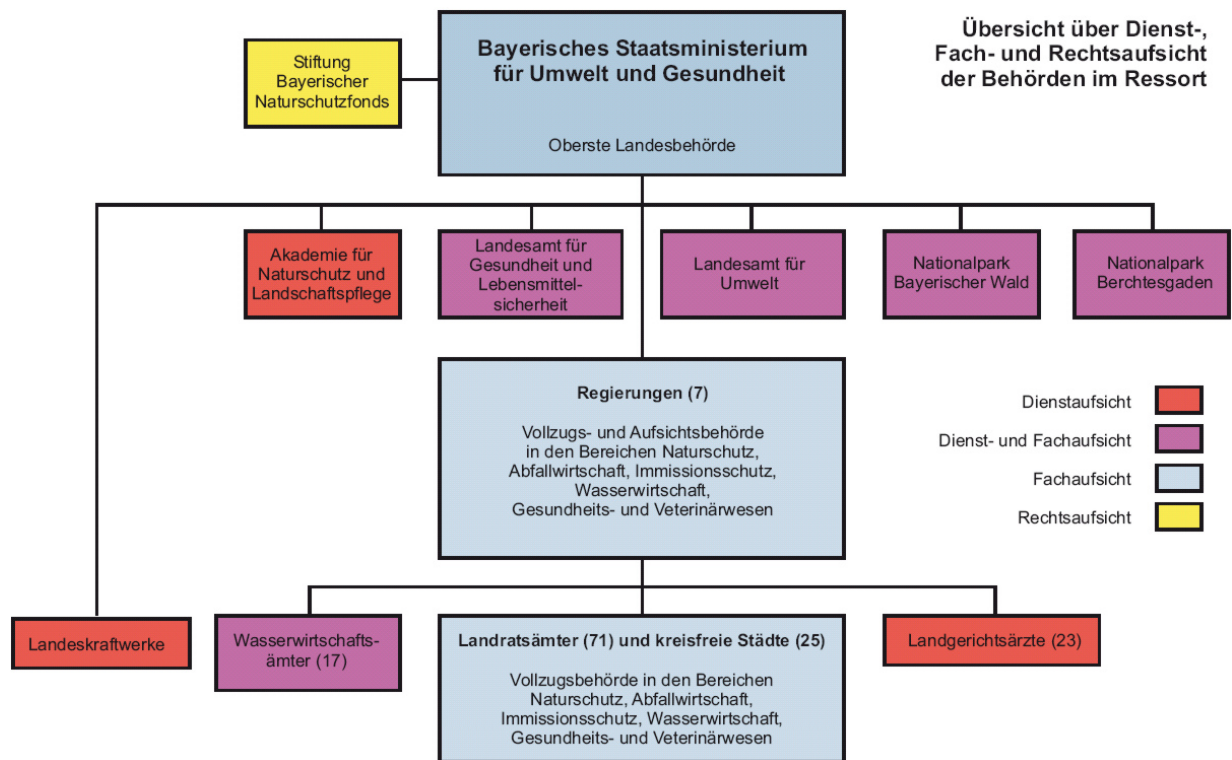 Übersicht über Dienst-,
Fach- und Rechtsaufsicht
der Behörden im Ressort
Stiftung
Bayerischer
Naturschutzfonds
Bayerisches Staatsministerium
für Umwelt und Gesundheit
Oberste Landesbehörde
Akademie für
Naturschutz und
Landschaftspflege
Landesamt für
Gesundheit und
Lebensmittel-
sicherheit
Landesamt für
Umwelt
Nationalpark
Bayerischer Wald
Nationalpark
Berchtesgaden
Regierungen (7)
Vollzugs- und Aufsichtsbehörde
in den Bereichen Naturschutz,
Abfallwirtschaft, Immissionsschutz,
Wasserwirtschaft,
Gesundheits- und Veterinärwesen
Dienstaufsicht
Dienst- und Fachaufsicht
Fachaufsicht
Rechtsaufsicht
Landeskraftwerke
Wasserwirtschafts-
ämter (17)
Landratsämter (71) und kreisfreie Städte (25)
Vollzugsbehörde in den Bereichen
Naturschutz, Abfallwirtschaft,
Immissionsschutz, Wasserwirtschaft,
Gesundheits- und Veterinärwesen
Landgerichtsärzte (23)